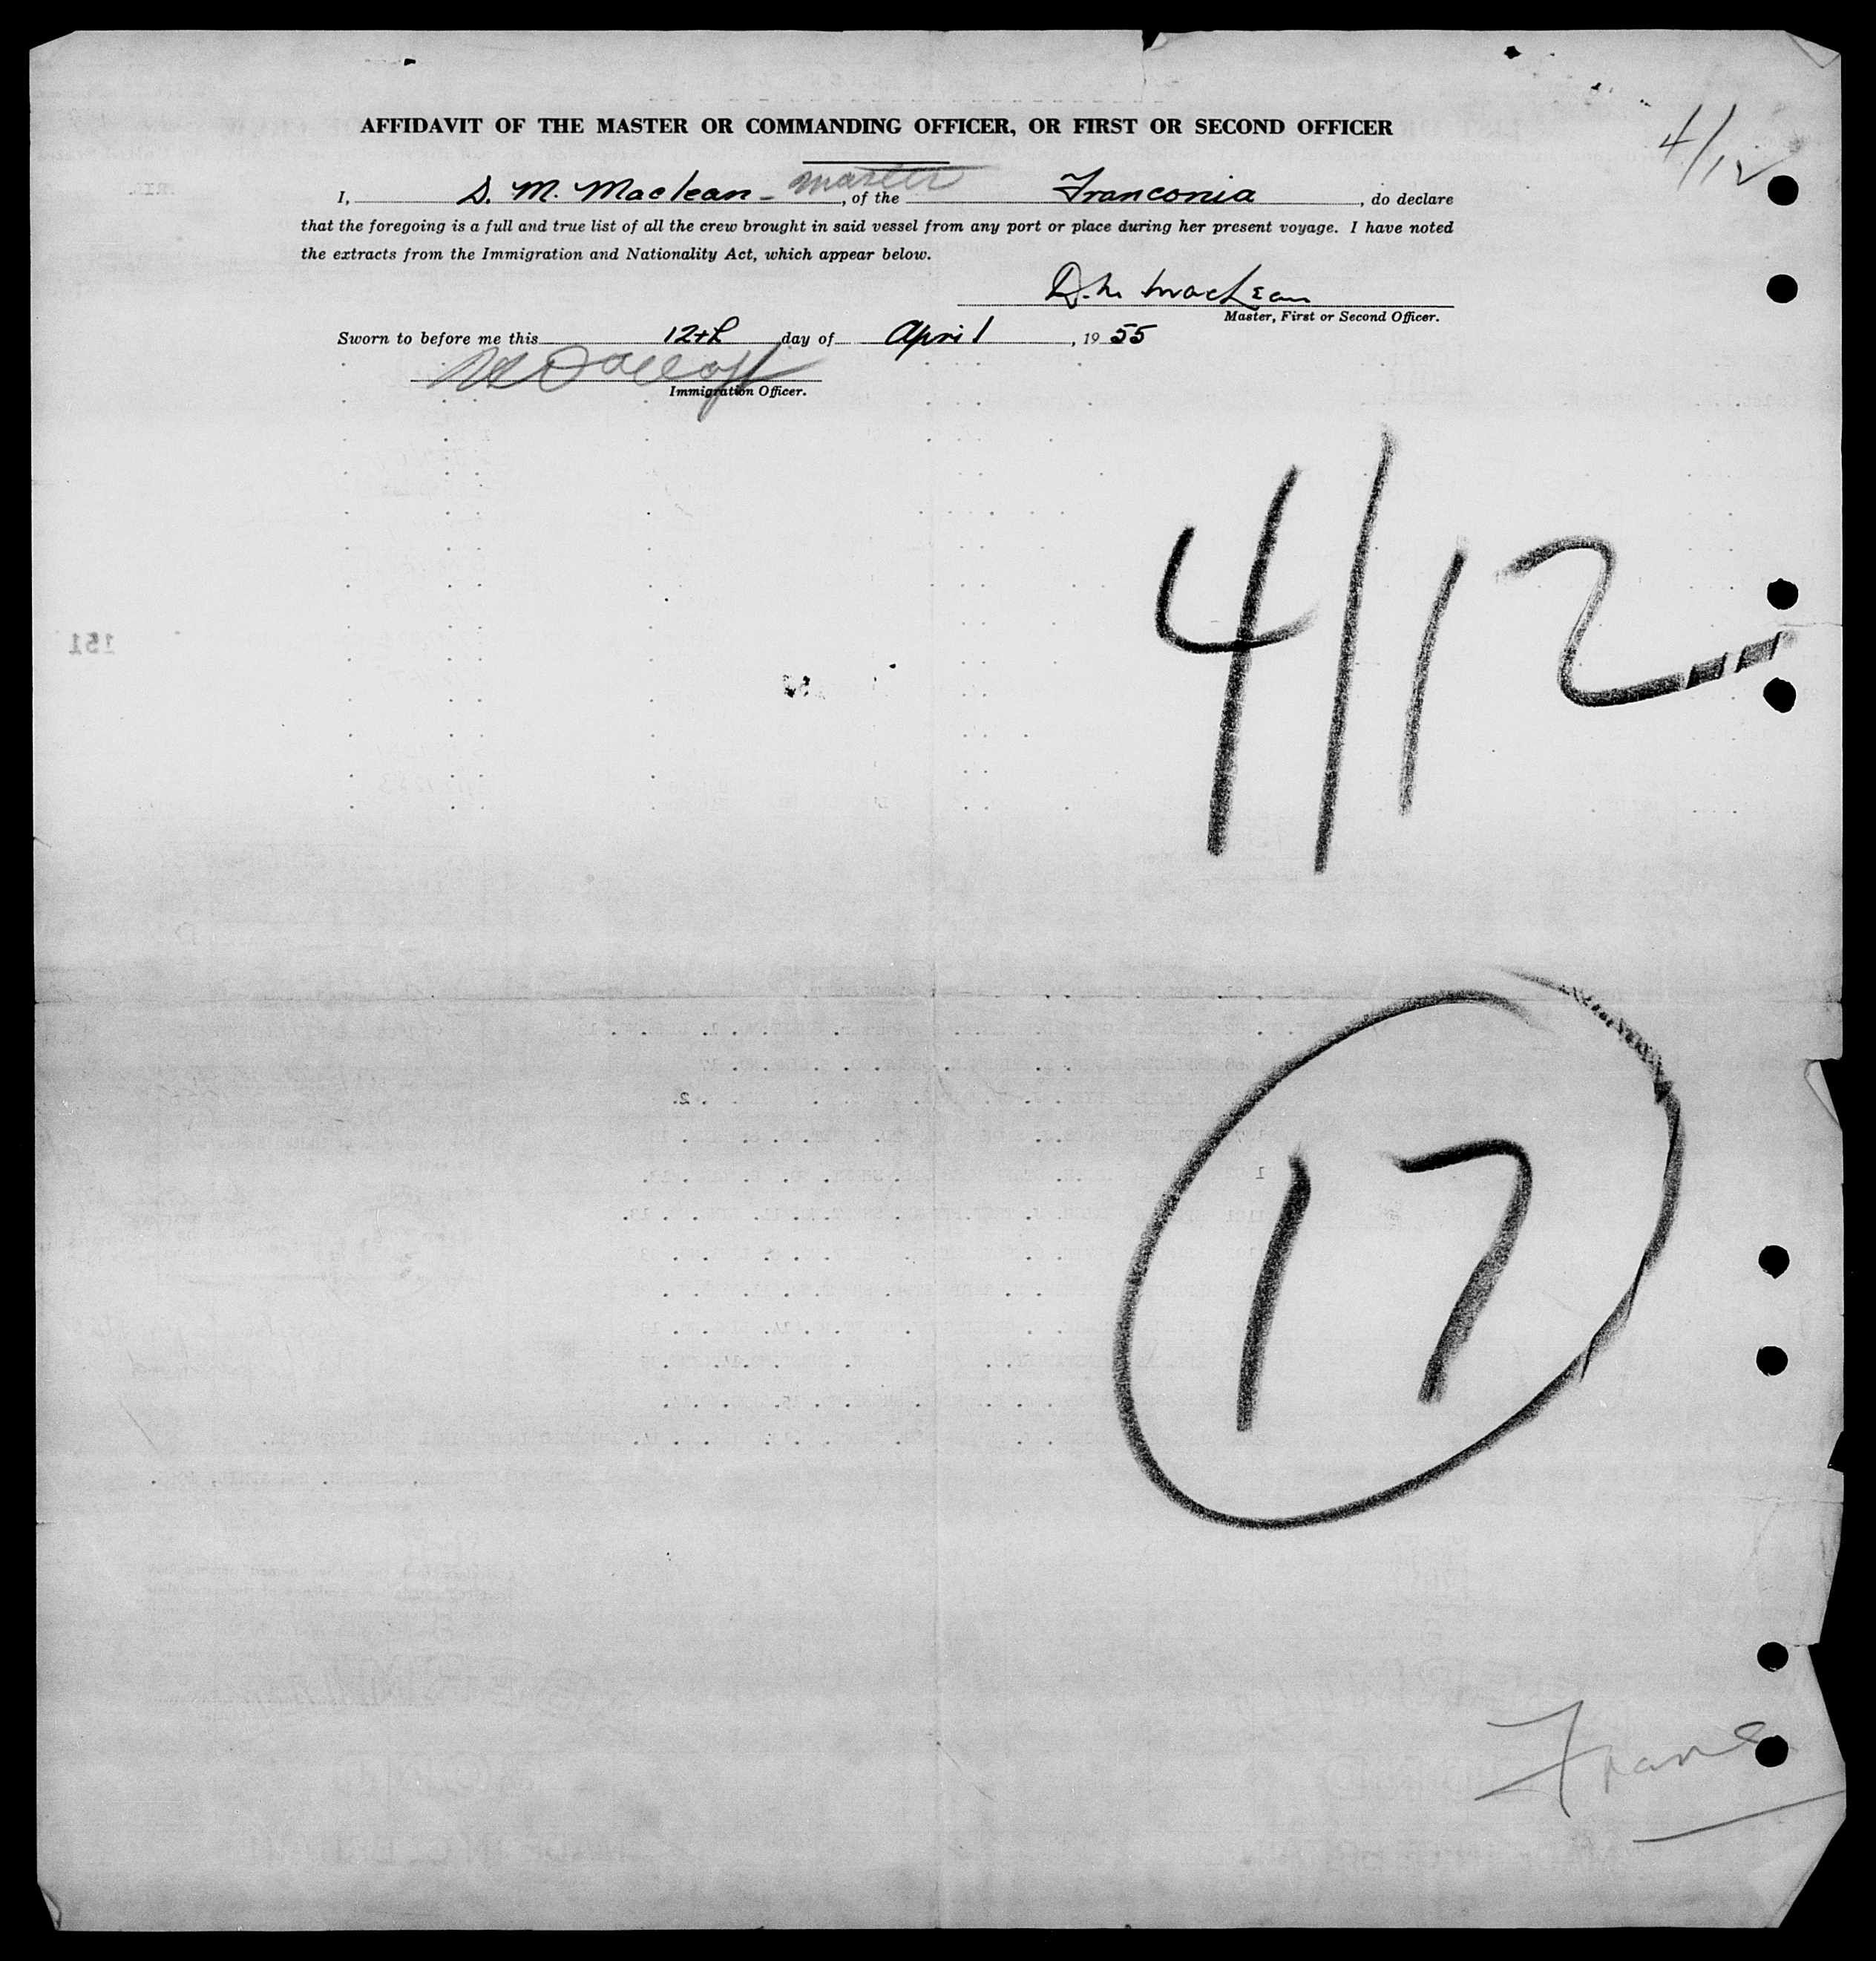 AFFIDAVIT OF THE MASTER OR COMMANDING OFFICER, OR FIRST OR SECOND OFFICER
4/12
I, D. M. Maclean - master, of the Franconia, do declare
that the foregoing is a full and true list of all the crew brought in said vessel from any port or place during her present voyage. I have noted
the extracts from the Immigration and Nationality Act, which appear below.
D. M. MacLean
Master, First or Second Officer.
Sworn to before me this 12th day of April, 1955
Immigration Officer.
4/12
151
17